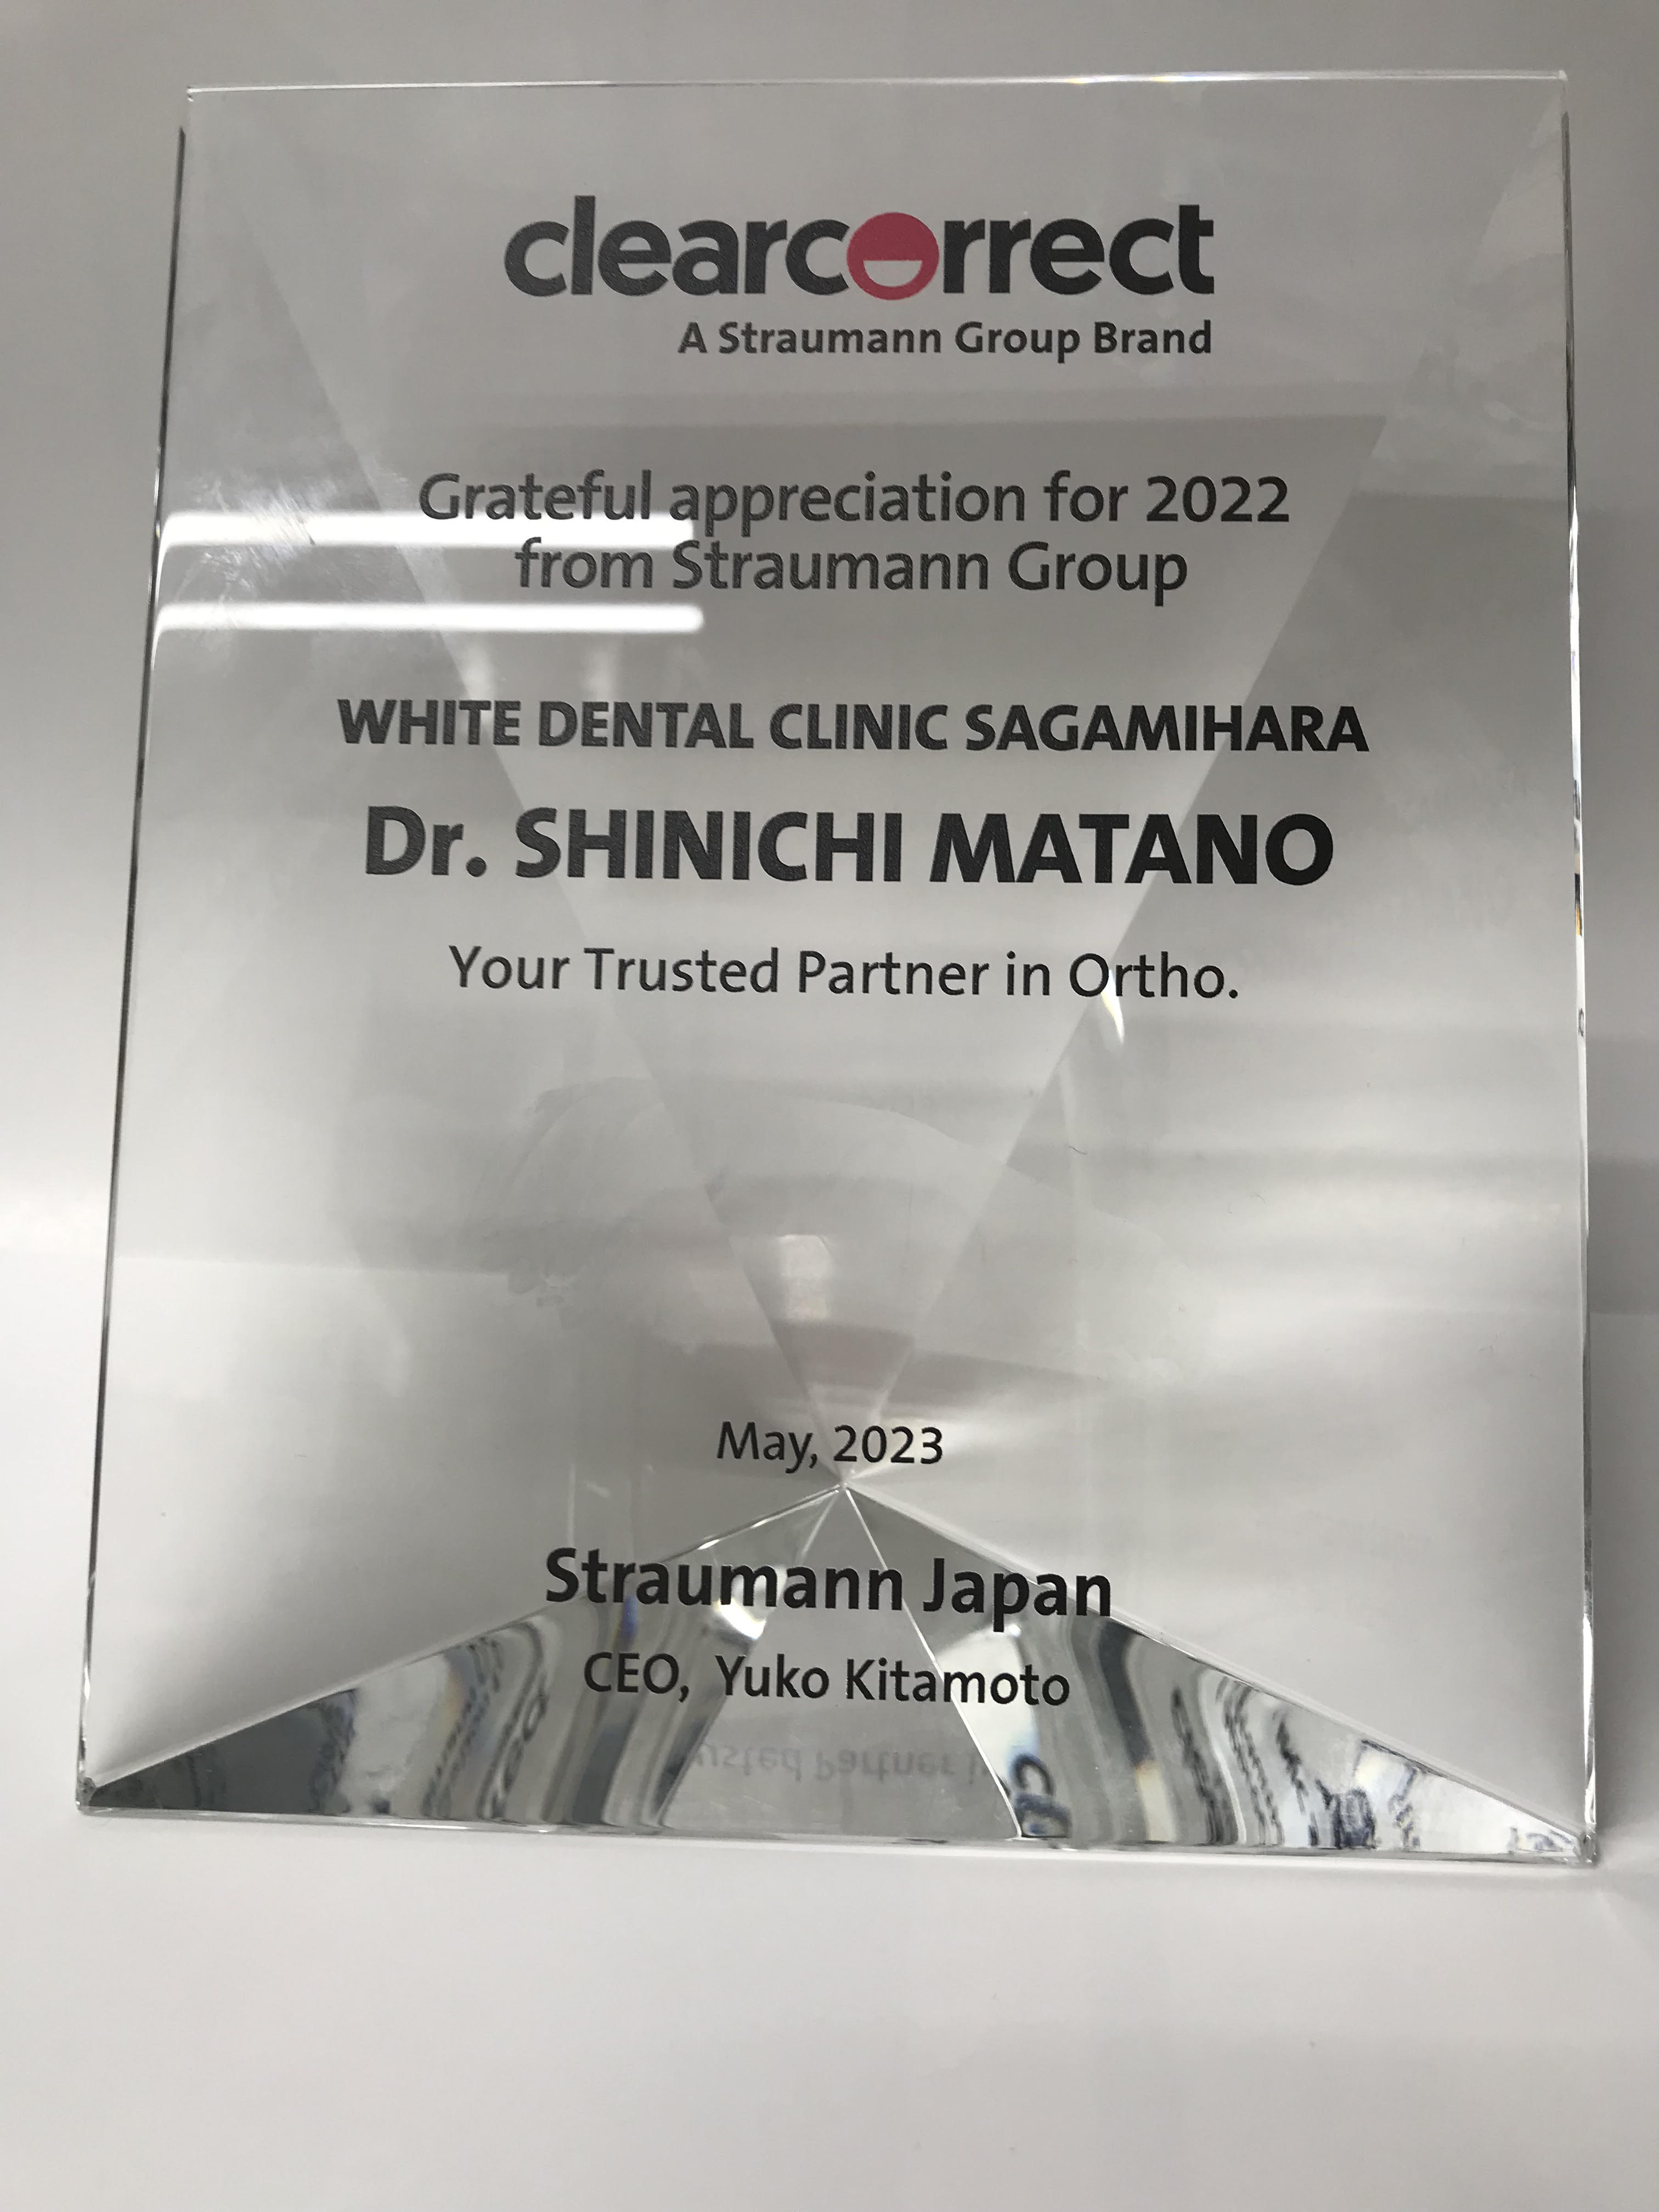 clearcorrect
A Straumann Group Brand
Grateful appreciation for 2022
from Straumann Group
WHITE DENTAL CLINIC SAGAMIHARA
Dr. SHINICHI MATANO
Your Trusted Partner in Ortho.
May, 2023
Straumann Japan
CEO, Yuko Kitamoto